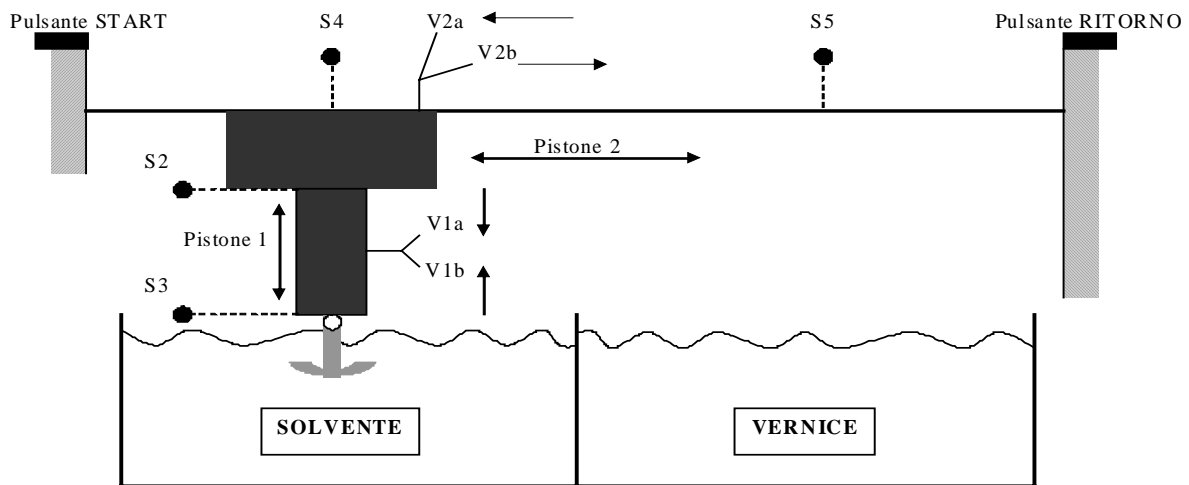 Pulsante START
S4
V2a
S5
Pulsante RITORNO
V2b
S2
Pistone 2
V1a
Pistone 1
V1b
S3
SOLVENTE
VERNICE